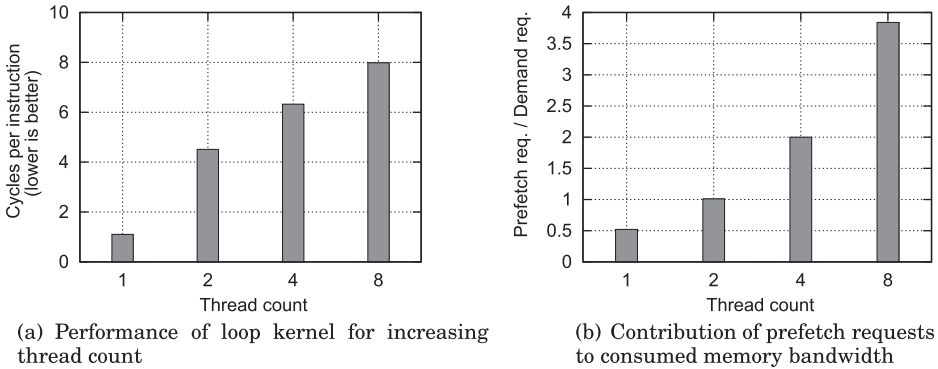 10
8
6
4
2
0
Cycles per instruction
(lower is better)
1 2 4 8
Thread count
(a) Performance of loop kernel for increasing
thread count
4
3.5
3
2.5
2
1.5
1
0.5
0
Prefetch req. / Demand req.
1 2 4 8
Thread count
(b) Contribution of prefetch requests
to consumed memory bandwidth